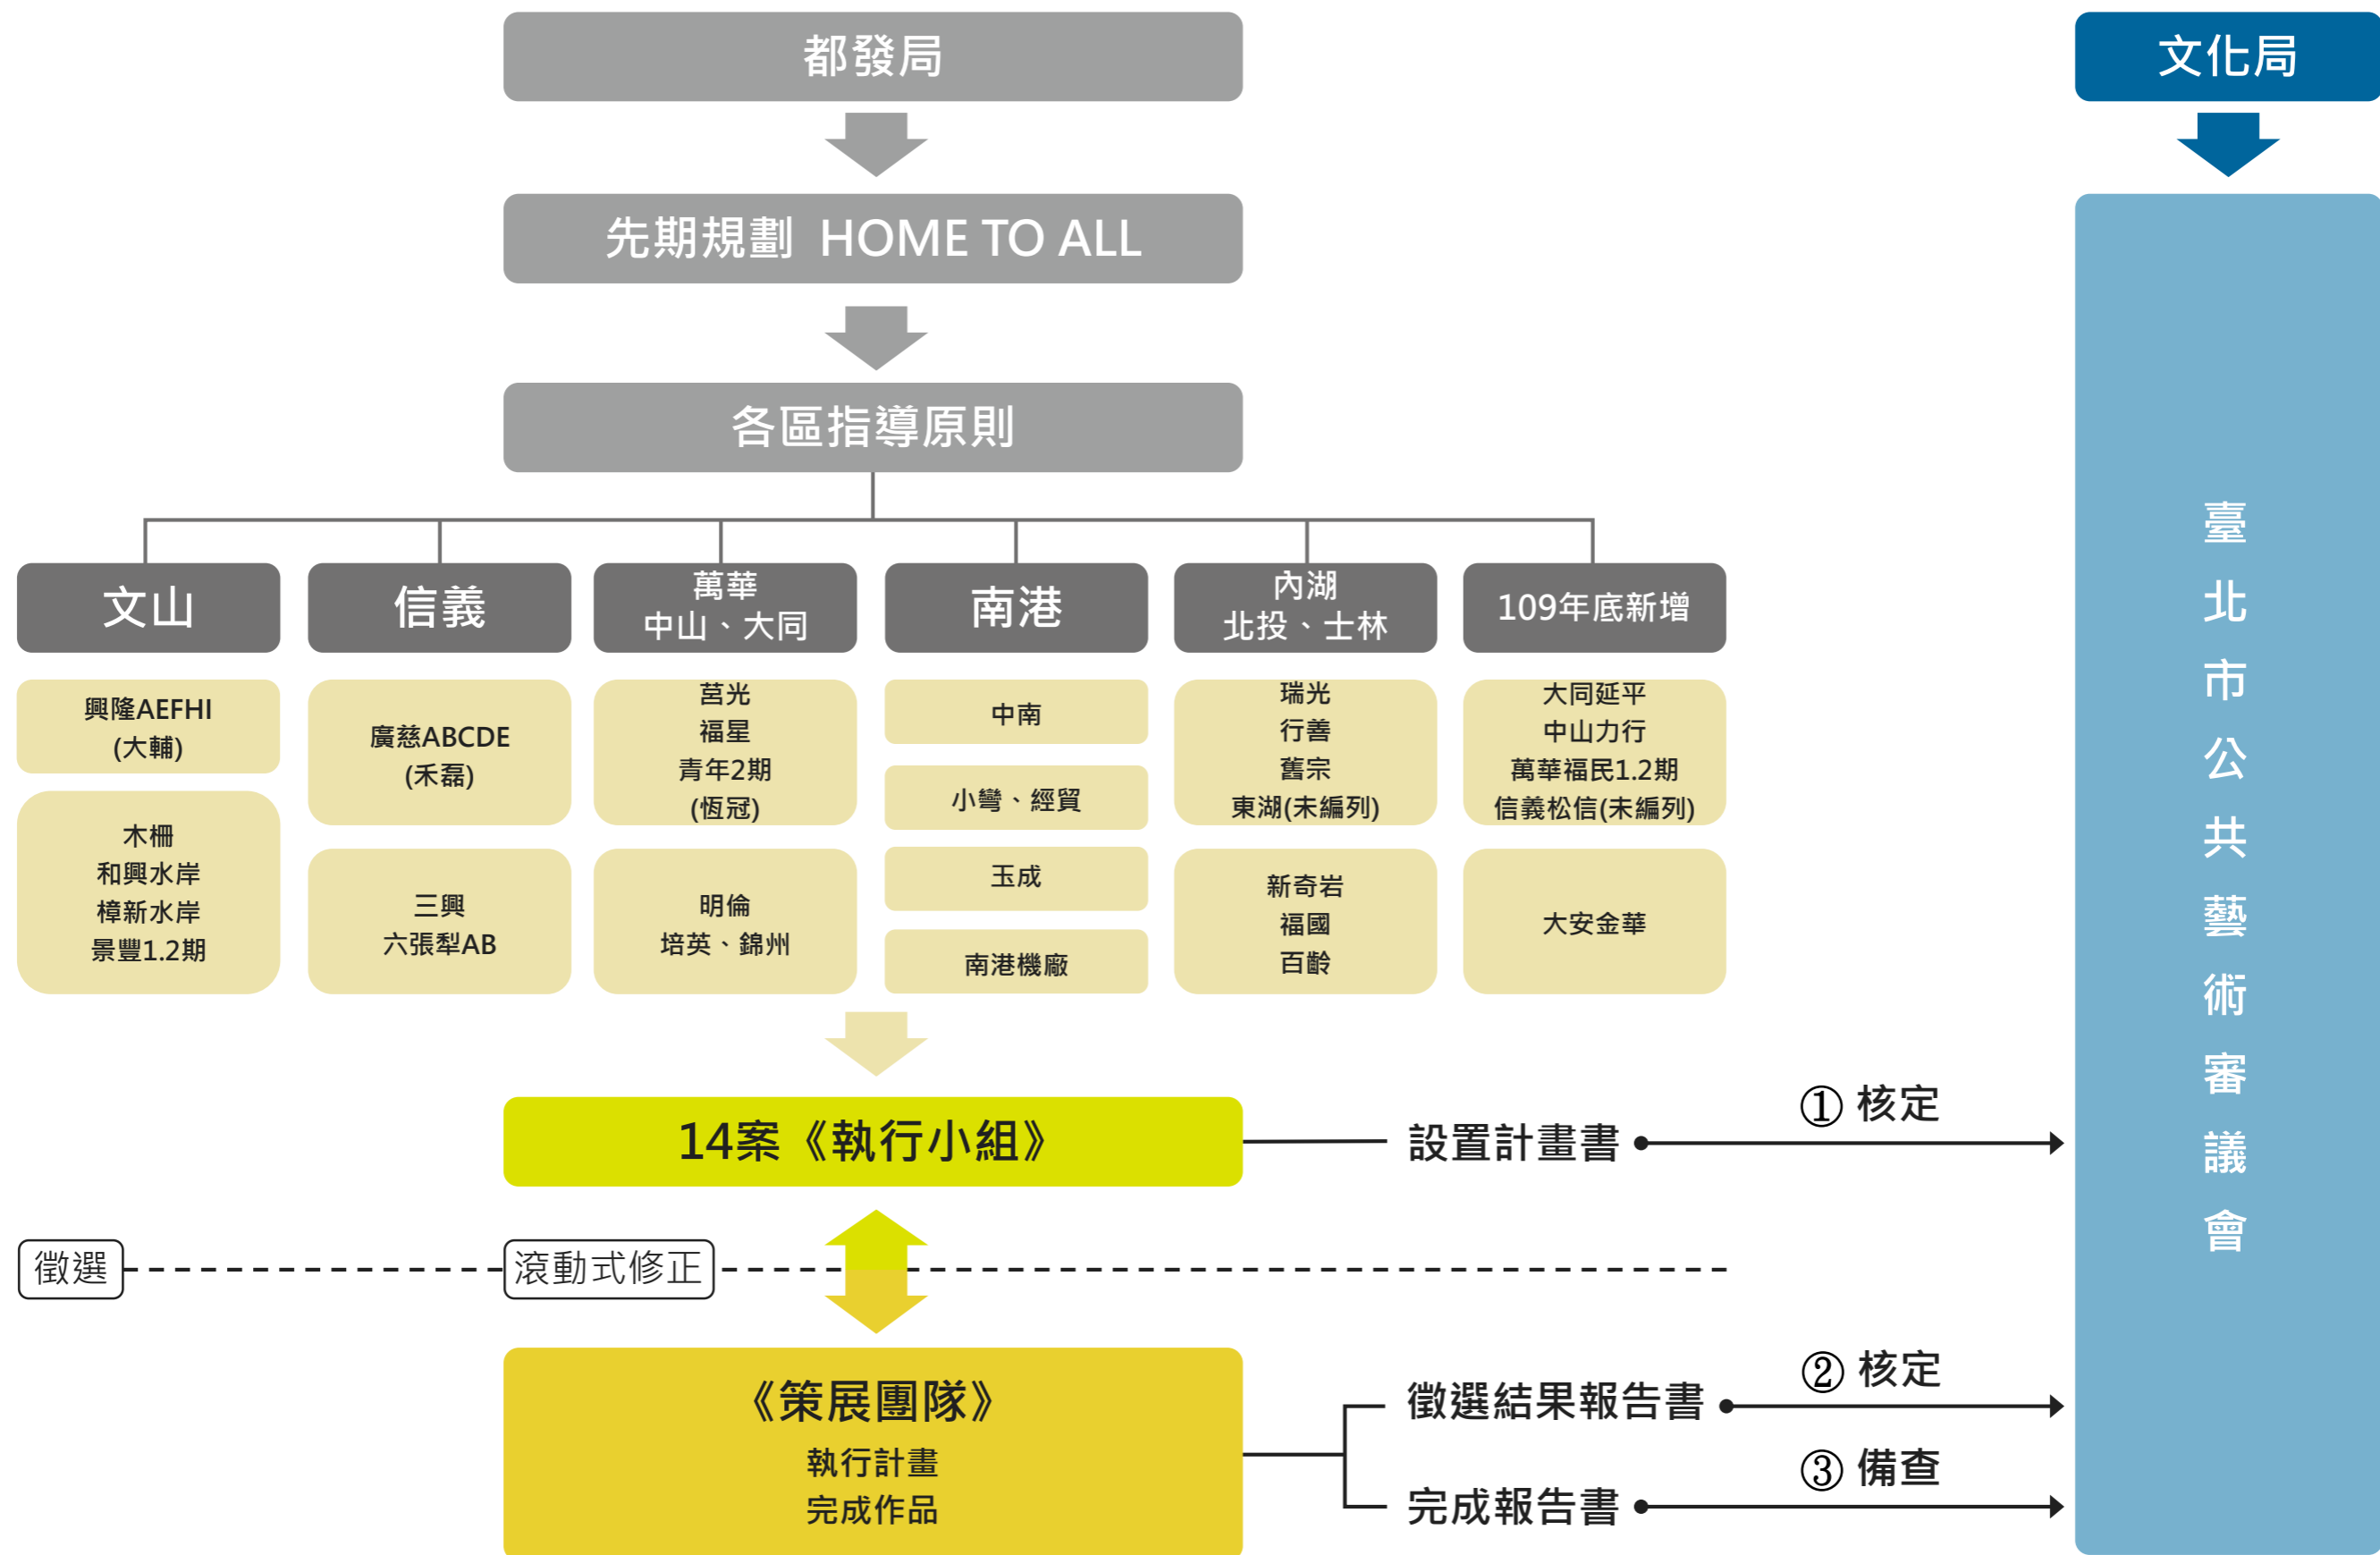 都發局
文化局
先期規劃 HOME TO ALL
各區指導原則
文山
信義
萬華
中山、大同
南港
內湖
北投、士林
109年底新增
興隆AEFHI
(大輔)
木柵
和興水岸
樟新水岸
景豐1.2期
廣慈ABCDE
(禾磊)
三興
六張犁AB
莒光
福星
青年2期
(恆冠)
明倫
培英、錦州
中南
小彎、經貿
玉成
南港機廠
瑞光
行善
舊宗
東湖(未編列)
新奇岩
福國
百齡
大同延平
中山力行
萬華福民1.2期
信義松信(未編列)
大安金華
臺北市公共藝術審議會
14案《執行小組》
設置計畫書
① 核定
徵選
滾動式修正
《策展團隊》
執行計畫
完成作品
徵選結果報告書
② 核定
完成報告書
③ 備查